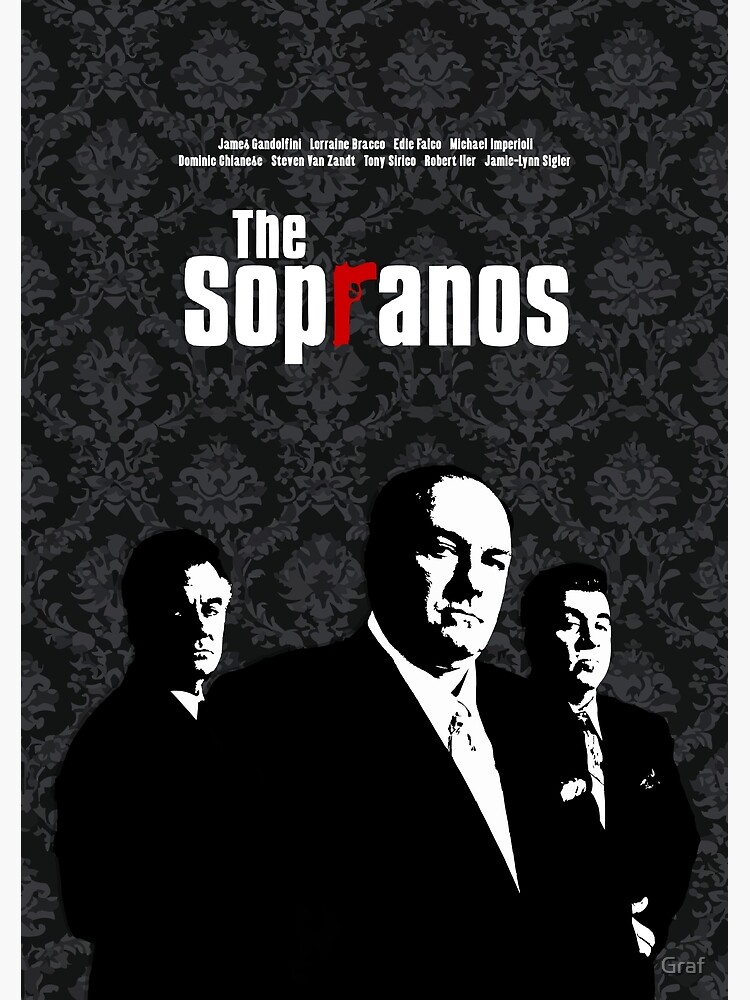 James Gandolfini Lorraine Bracco Edie Falco Michael Imperioli
Dominic Chianese Steven Van Zandt Tony Sirico Robert Iler Jamie-Lynn Sigler
The
Sopranos
Graf